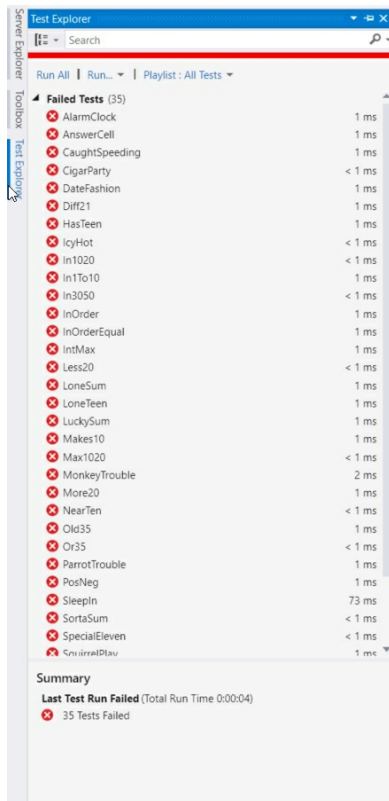 Server Explorer
Toolbox
Test Explorer
Test Explorer
Search
Run All | Run... | Playlist : All Tests
Failed Tests (35)
AlarmClock 1 ms
AnswerCell 1 ms
CaughtSpeeding 1 ms
CigarParty < 1 ms
DateFashion 1 ms
Diff21 1 ms
HasTeen 1 ms
IcyHot < 1 ms
In1020 < 1 ms
In1To10 1 ms
In3050 < 1 ms
InOrder 1 ms
InOrderEqual 1 ms
IntMax 1 ms
Less20 < 1 ms
LoneSum 1 ms
LoneTeen 1 ms
LuckySum 1 ms
Makes10 1 ms
Max1020 < 1 ms
MonkeyTrouble 2 ms
More20 1 ms
NearTen < 1 ms
Old35 1 ms
Or35 < 1 ms
ParrotTrouble 1 ms
PosNeg 1 ms
SleepIn 73 ms
SortaSum < 1 ms
SpecialEleven < 1 ms
SquirrelPlay 1 ms
Summary
Last Test Run Failed (Total Run Time 0:00:04)
35 Tests Failed